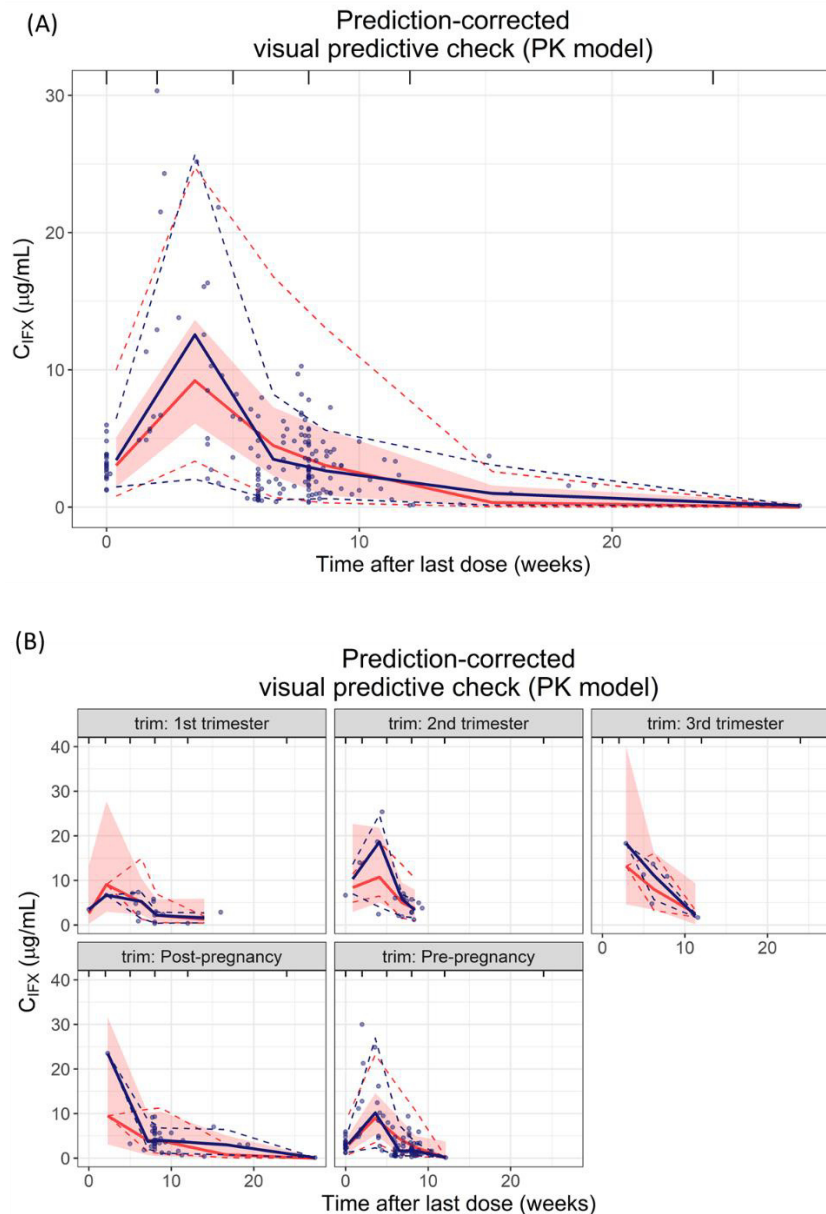 (A)
Prediction-corrected
visual predictive check (PK model)
30
20
10
0
C_IFX (µg/mL)
0 10 20
Time after last dose (weeks)
(B)
Prediction-corrected
visual predictive check (PK model)
trim: 1st trimester trim: 2nd trimester trim: 3rd trimester
40
30
20
10
0
0 10 20
trim: Post-pregnancy trim: Pre-pregnancy
40
30
20
10
0
C_IFX (µg/mL)
0 10 20 0 10 20
Time after last dose (weeks)